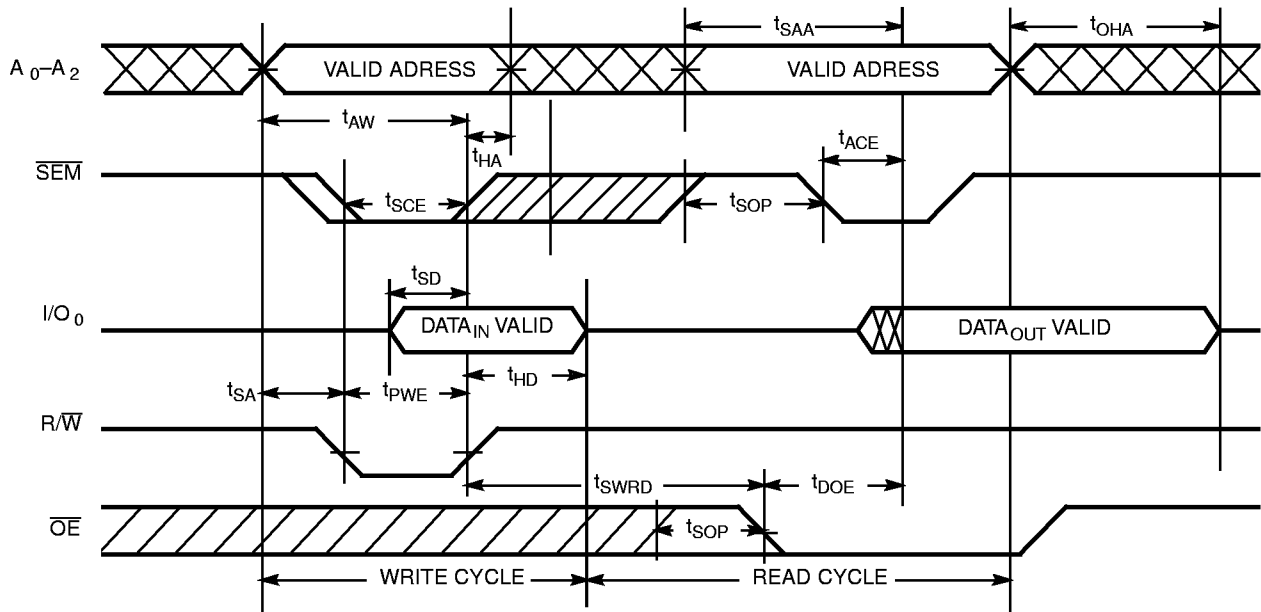 tSAA
tOHA
A0–A2
VALID ADRESS
VALID ADRESS
tAW
tHA
tACE
SEM
tSCE
tSOP
tSD
I/O0
DATAIN VALID
DATAOUT VALID
tSA
tPWE
tHD
R/W
tSWRD
tDOE
OE
tSOP
WRITE CYCLE
READ CYCLE